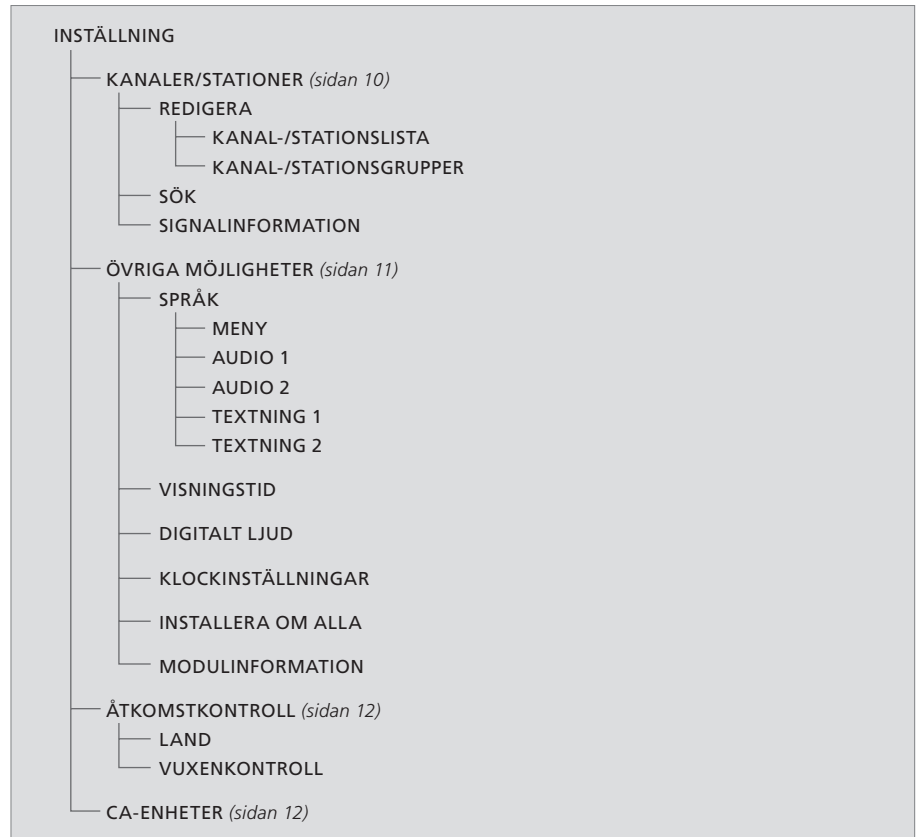 INSTÄLLNING
KANALER/STATIONER (sidan 10)
REDIGERA
KANAL-/STATIONSLISTA
KANAL-/STATIONSGRUPPER
SÖK
SIGNALINFORMATION
ÖVRIGA MÖJLIGHETER (sidan 11)
SPRÅK
MENY
AUDIO 1
AUDIO 2
TEXTNING 1
TEXTNING 2
VISNINGSTID
DIGITALT LJUD
KLOCKINSTÄLLNINGAR
INSTALLERA OM ALLA
MODULINFORMATION
ÅTKOMSTKONTROLL (sidan 12)
LAND
VUXENKONTROLL
CA-ENHETER (sidan 12)